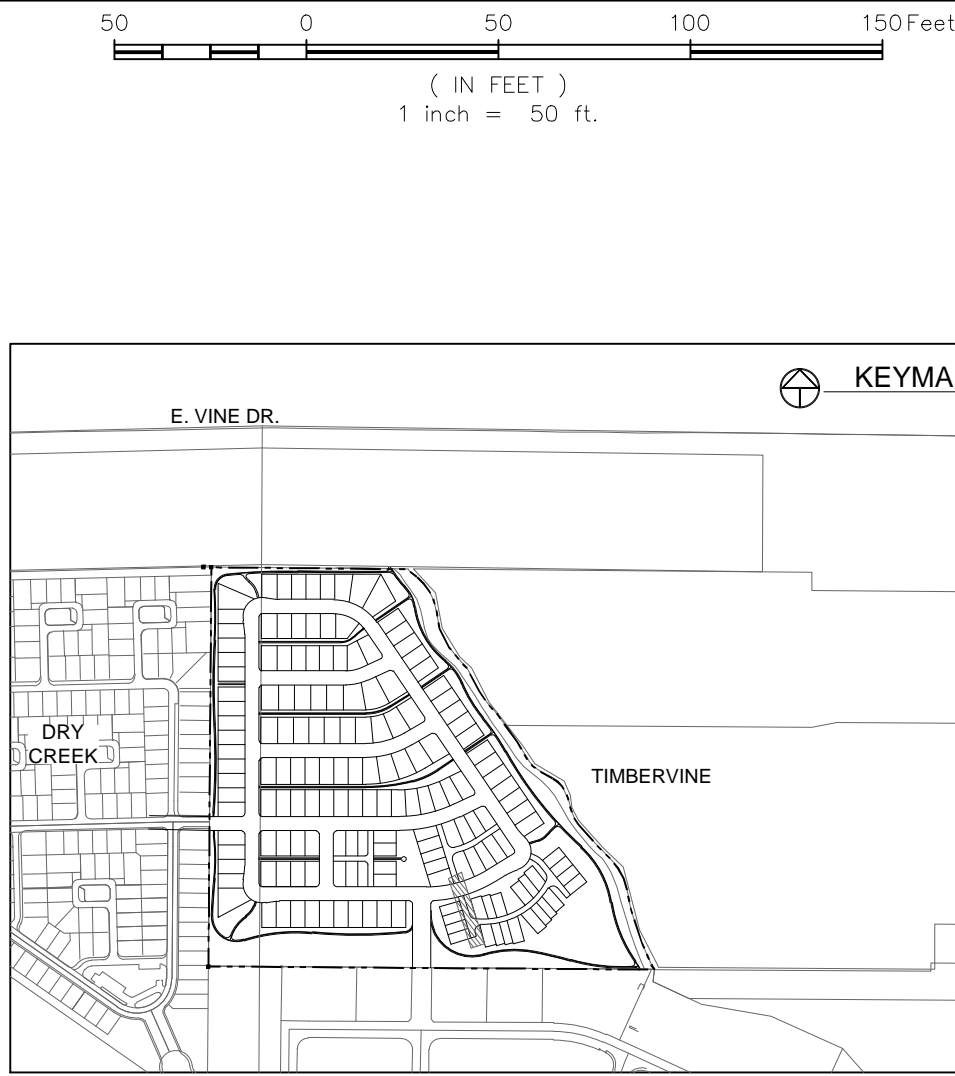 50 0 50 100 150 Feet
( IN FEET )
1 inch = 50 ft.
KEYMA
E. VINE DR.
DRY
CREEK
TIMBERVINE